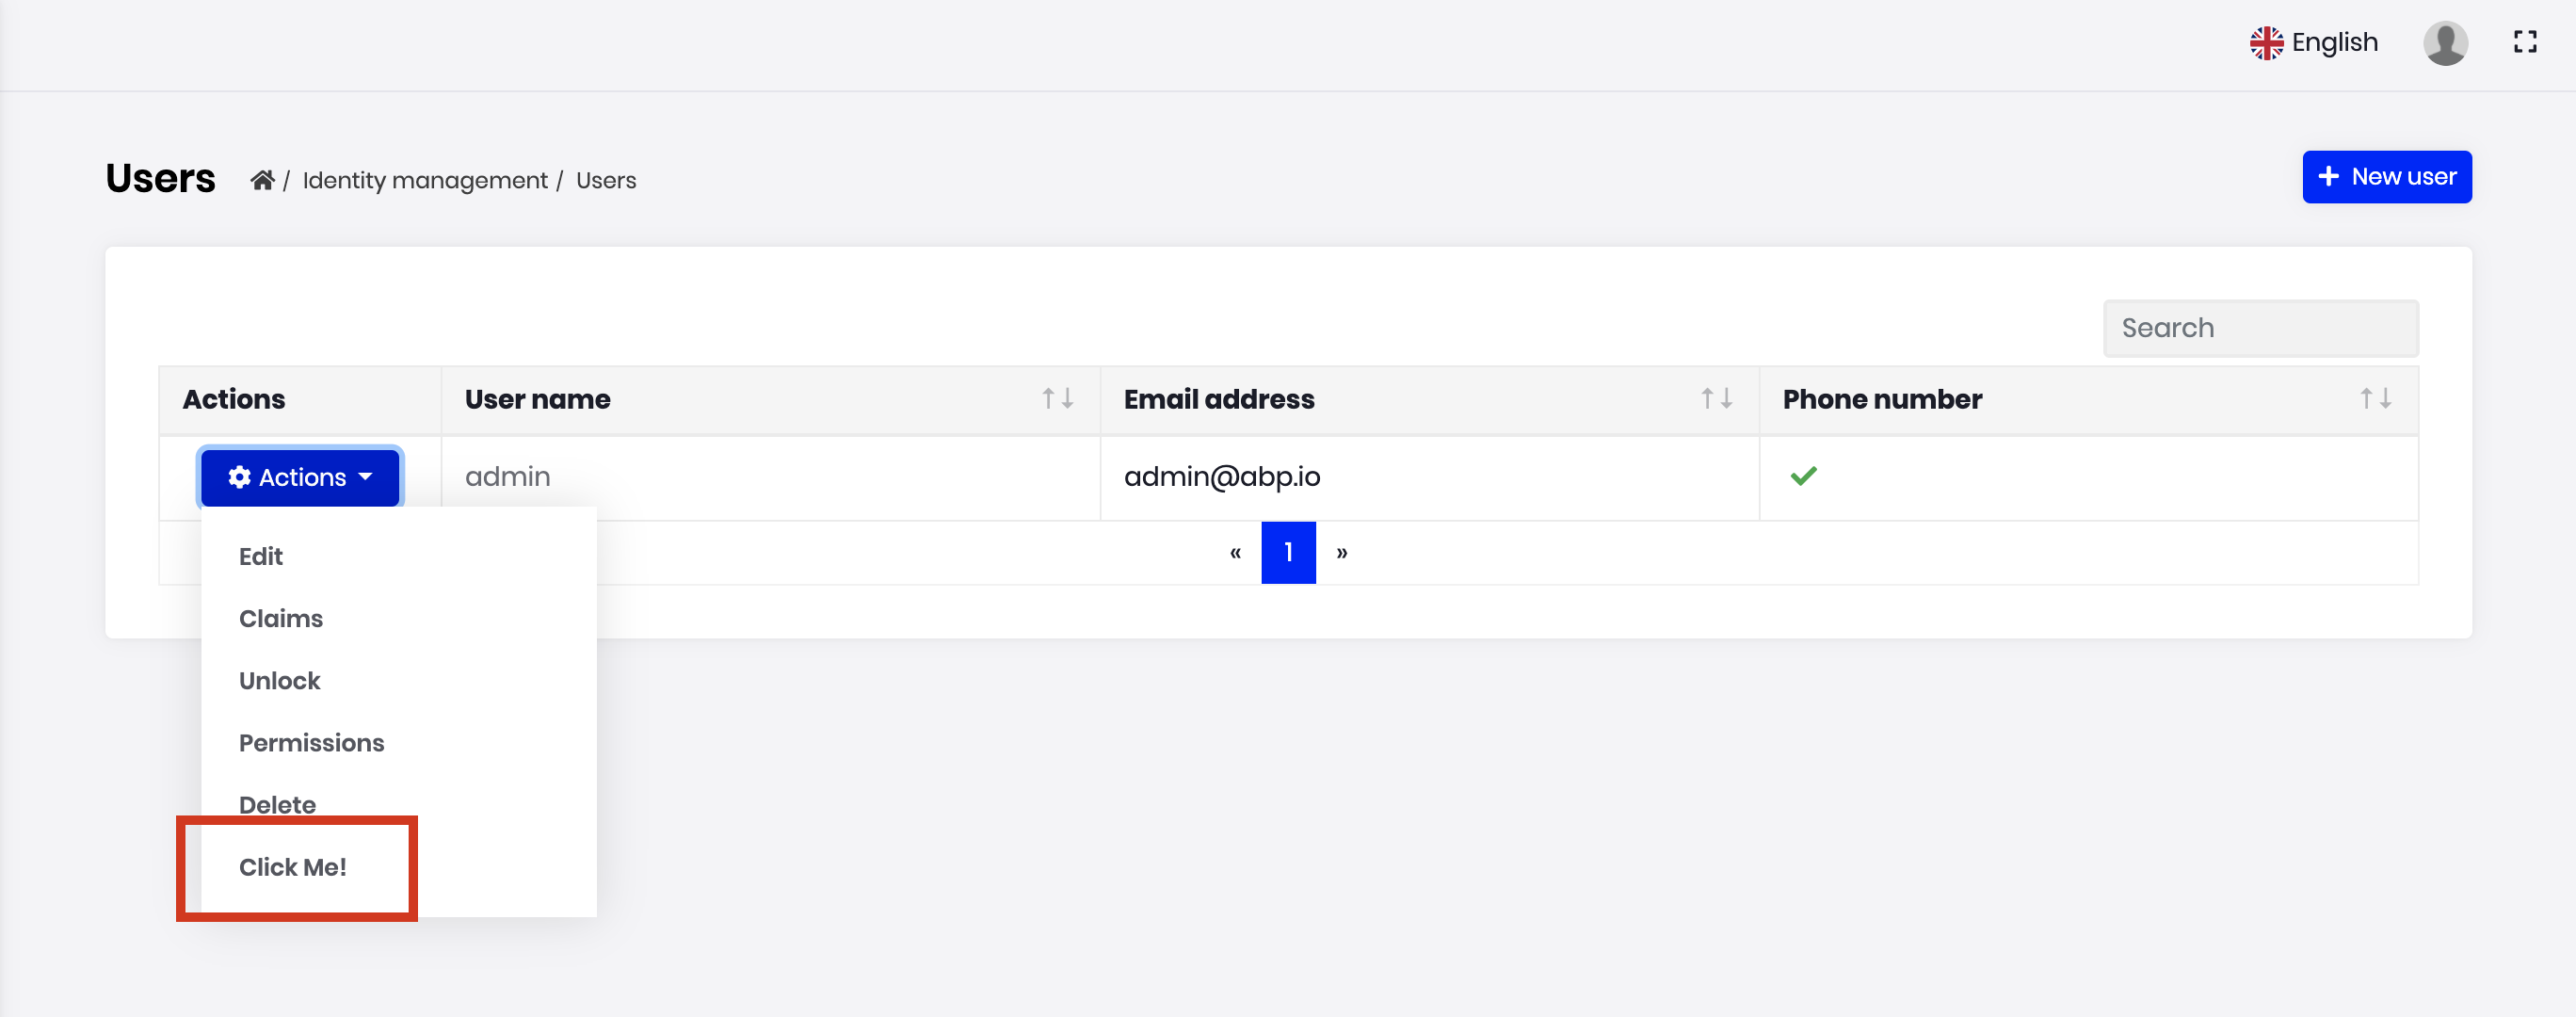 English
Users / Identity management / Users
+ New user
Search
Actions User name Email address Phone number
Actions admin admin@abp.io
« 1 »
Edit
Claims
Unlock
Permissions
Delete
Click Me!